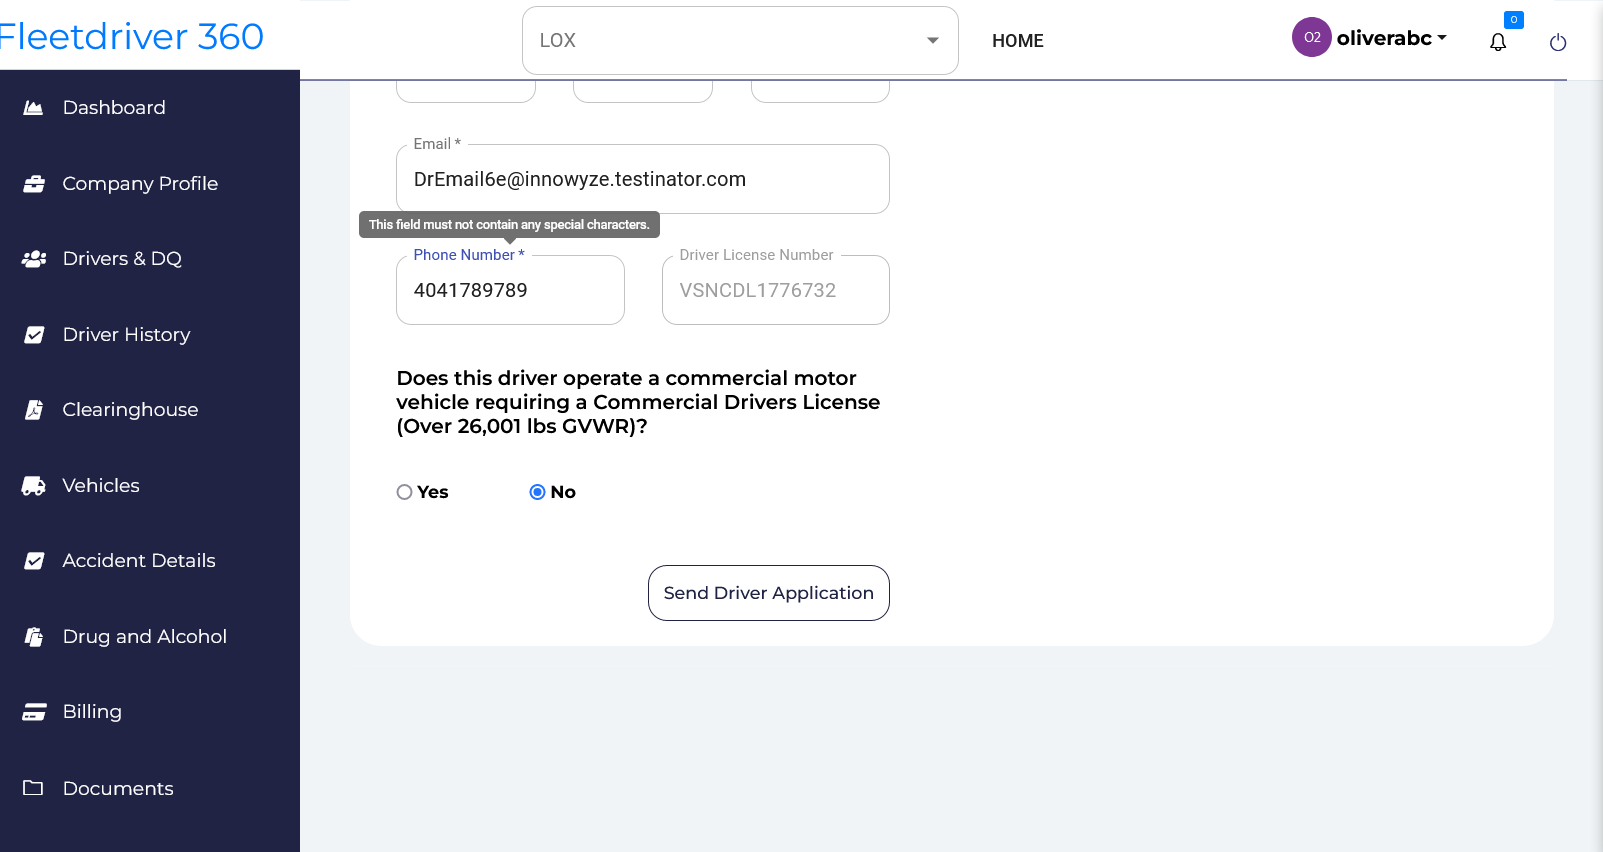 Fleetdriver 360
LOX
HOME
O2
oliverabc
0
Dashboard
Company Profile
Drivers & DQ
Driver History
Clearinghouse
Vehicles
Accident Details
Drug and Alcohol
Billing
Documents
Email *
DrEmail6e@innowyze.testinator.com
This field must not contain any special characters.
Phone Number *
4041789789
Driver License Number
VSNCDL1776732
Does this driver operate a commercial motor
vehicle requiring a Commercial Drivers License
(Over 26,001 lbs GVWR)?
Yes
No
Send Driver Application